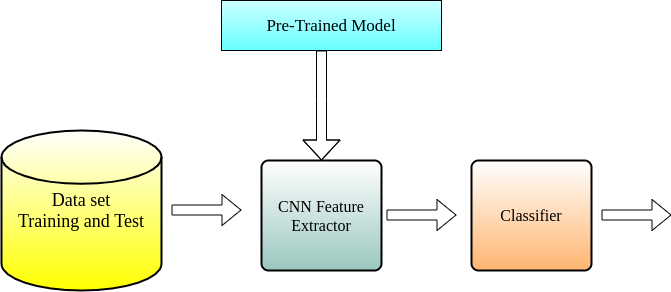 Pre-Trained Model
Data set
Training and Test
CNN Feature
Extractor
Classifier